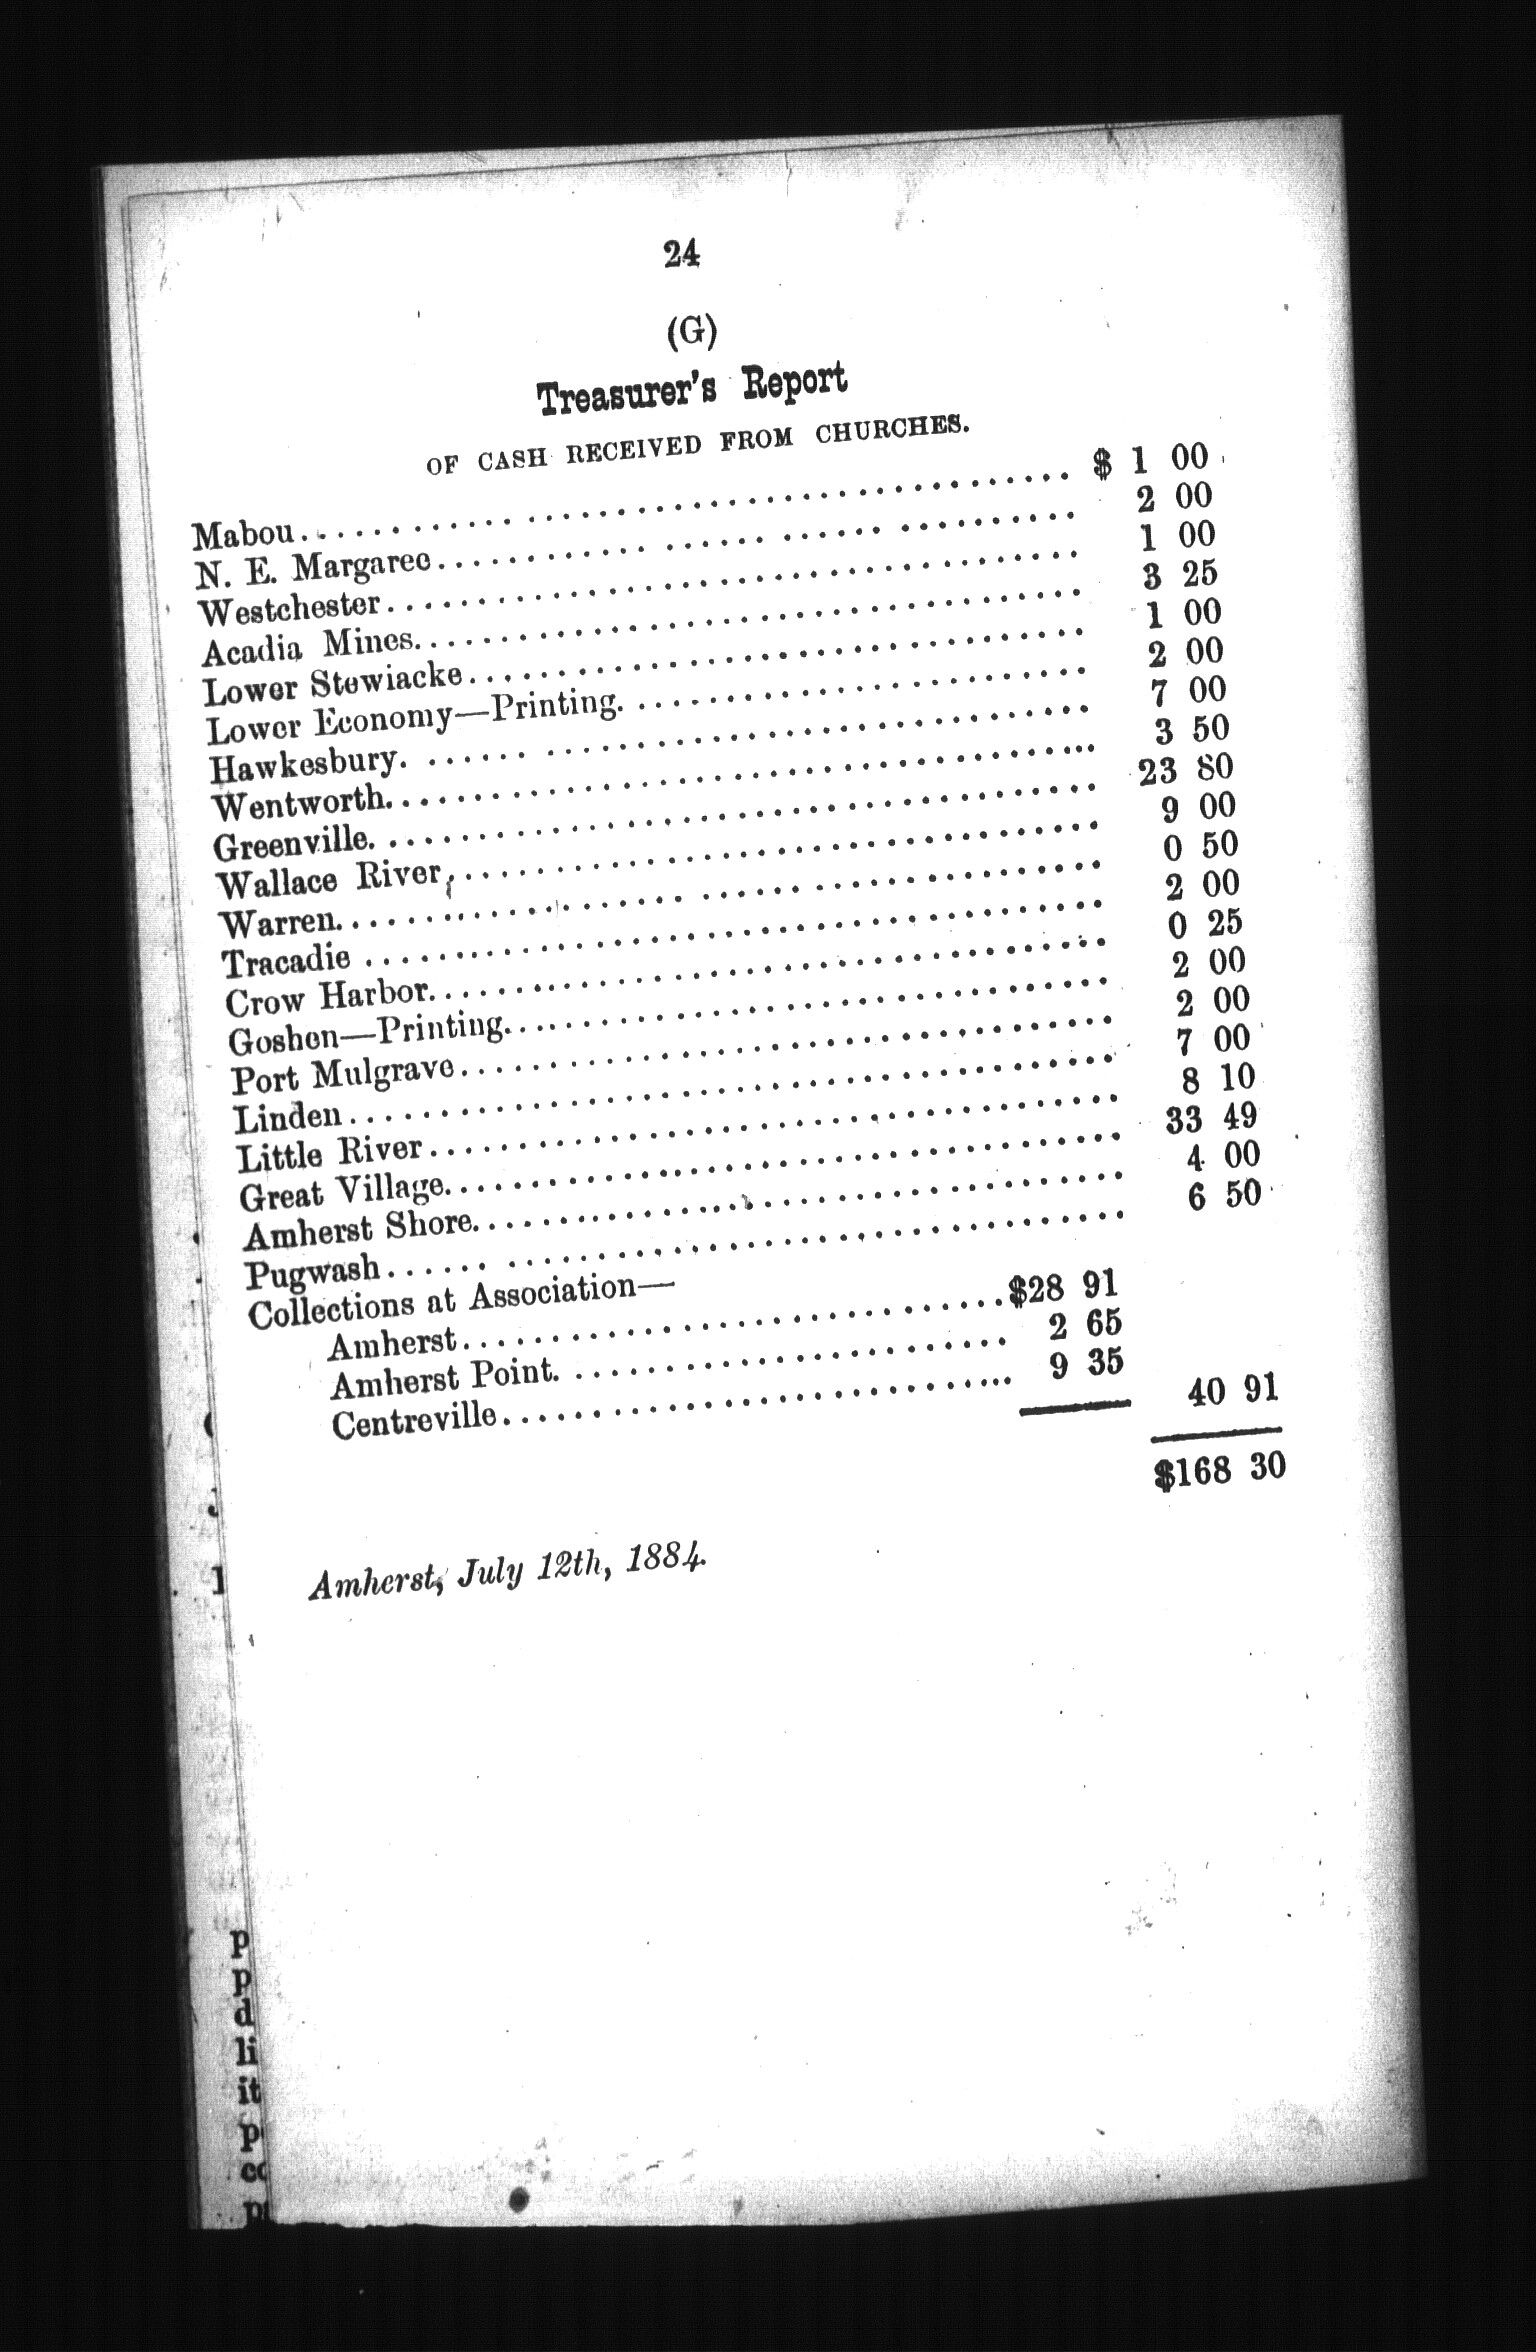 24
(G)
Treasurer's Report
OF CASH RECEIVED FROM CHURCHES.
Mabou........ $ 1 00
N. E. Margaree........ 2 00
Westchester........ 1 00
Acadia Mines........ 3 25
Lower Stewiacke........ 1 00
Lower Economy—Printing........ 2 00
Hawkesbury........ 7 00
Wentworth........ 3 50
Greenville........ 23 80
Wallace River........ 9 00
Warren........ 0 50
Tracadie........ 2 00
Crow Harbor........ 0 25
Goshen—Printing........ 2 00
Port Mulgrave........ 2 00
Linden........ 7 00
Little River........ 8 10
Great Village........ 33 49
Amherst Shore........ 4 00
Pugwash........ 6 50
Collections at Association—
Amherst........ $28 91
Amherst Point........ 2 65
Centreville........ 9 35
40 91
$168 30
Amherst, July 12th, 1884.